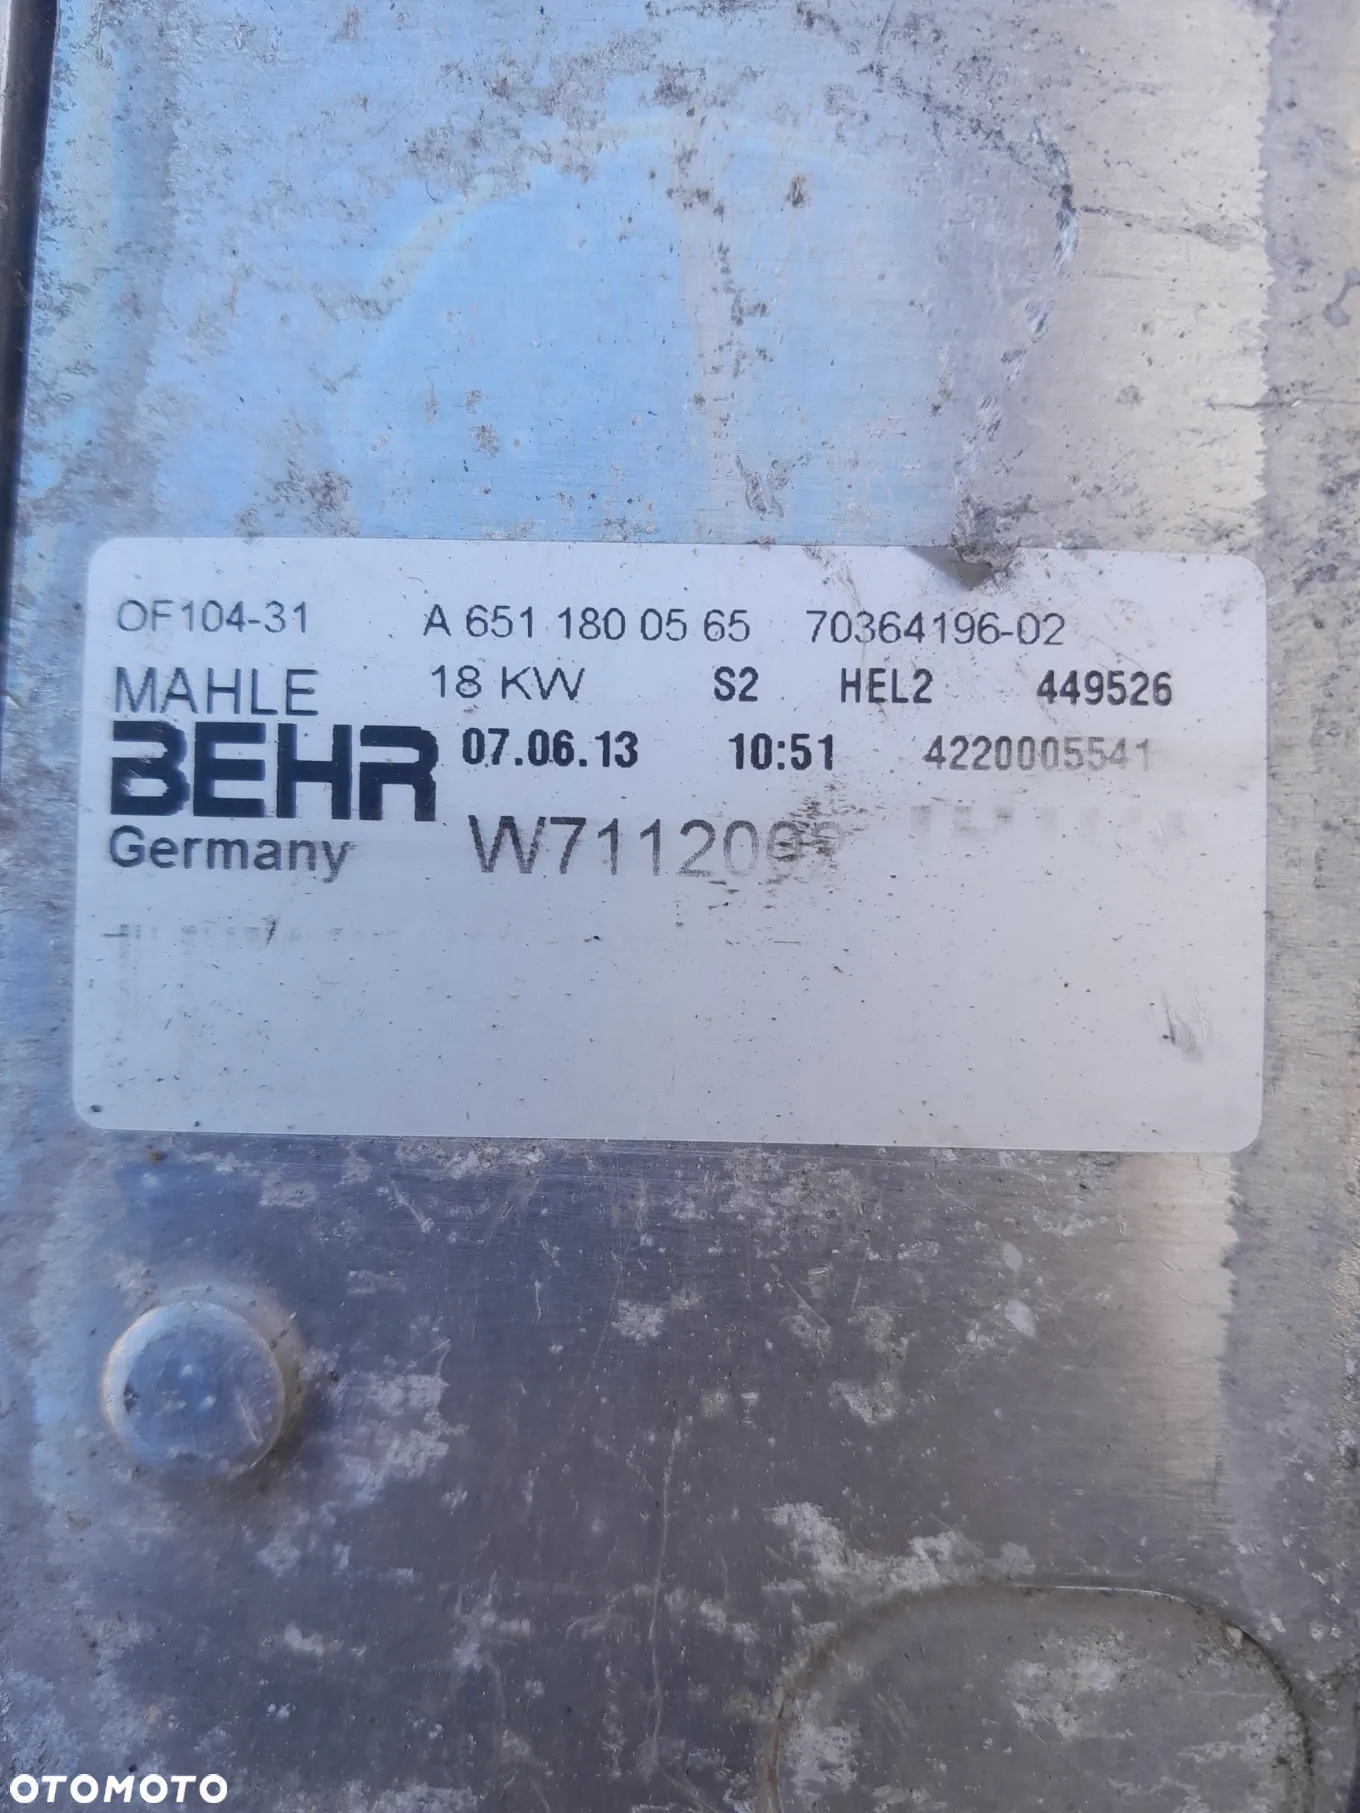 OF104-31 A 651 180 05 65 70364196-02
MAHLE 18 KW S2 HEL2 449526
BEHR 07.06.13 10:51 4220005541
Germany
OTOMOTO